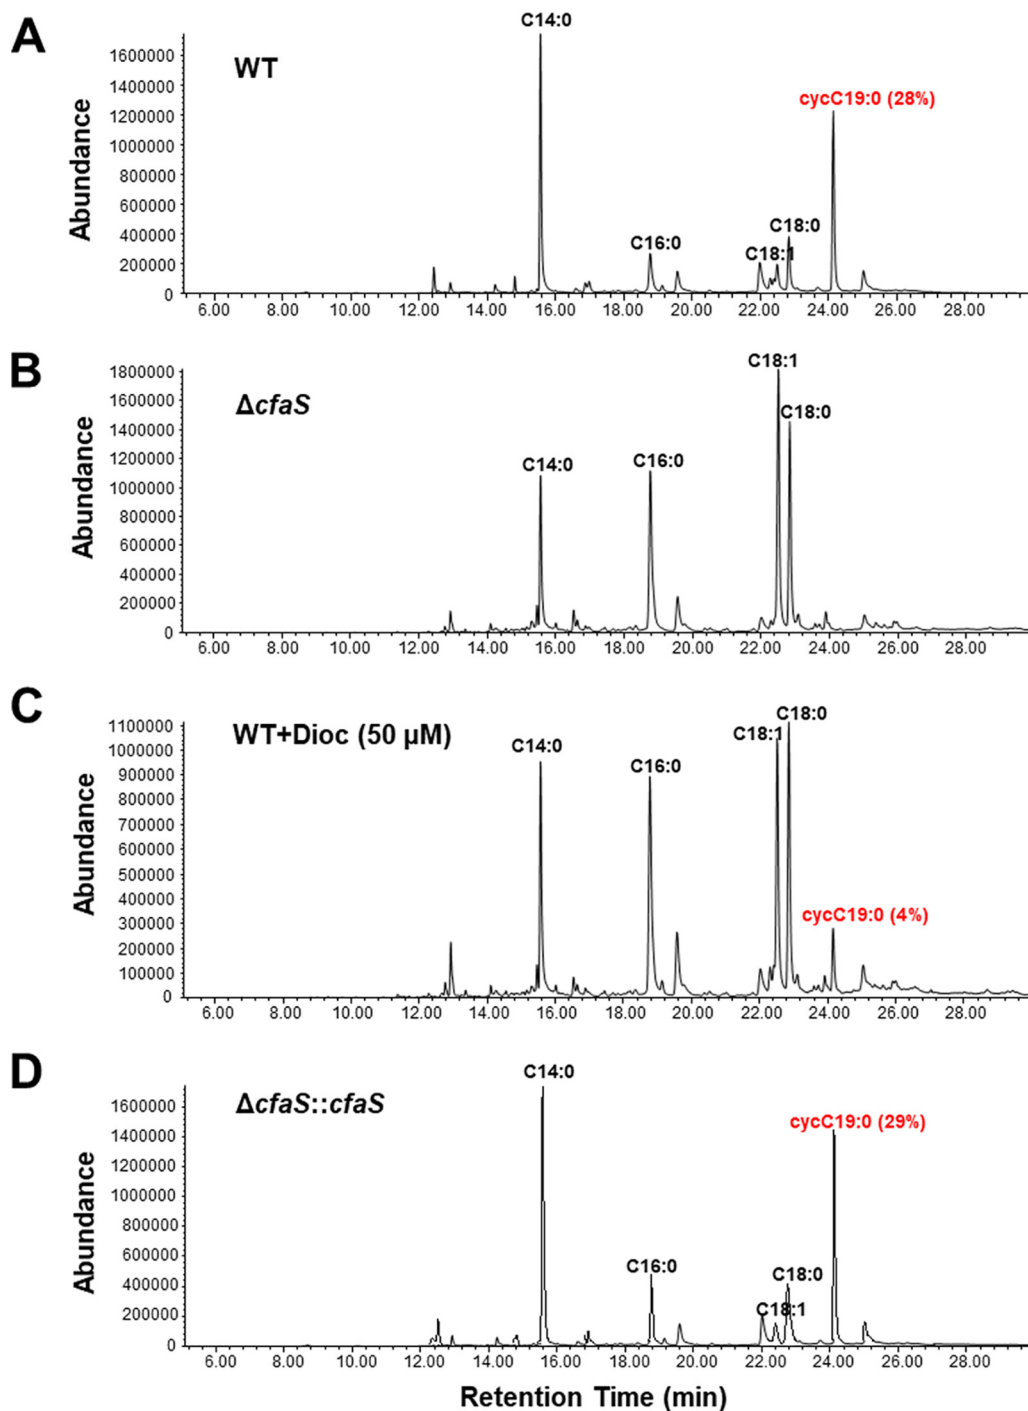 A
WT
C14:0
cycC19:0 (28%)
C16:0
C18:1
C18:0
Abundance
1600000
1400000
1200000
1000000
800000
600000
400000
200000
0
6.00 8.00 10.00 12.00 14.00 16.00 18.00 20.00 22.00 24.00 26.00 28.00
B
ΔcfaS
C14:0
C16:0
C18:1
C18:0
Abundance
1800000
1600000
1400000
1200000
1000000
800000
600000
400000
200000
0
6.00 8.00 10.00 12.00 14.00 16.00 18.00 20.00 22.00 24.00 26.00 28.00
C
WT+Dioc (50 µM)
C14:0
C16:0
C18:1
C18:0
cycC19:0 (4%)
Abundance
1100000
1000000
900000
800000
700000
600000
500000
400000
300000
200000
100000
0
6.00 8.00 10.00 12.00 14.00 16.00 18.00 20.00 22.00 24.00 26.00 28.00
D
ΔcfaS::cfaS
C14:0
C16:0
C18:1
C18:0
cycC19:0 (29%)
Abundance
1600000
1400000
1200000
1000000
800000
600000
400000
200000
0
6.00 8.00 10.00 12.00 14.00 16.00 18.00 20.00 22.00 24.00 26.00 28.00
Retention Time (min)